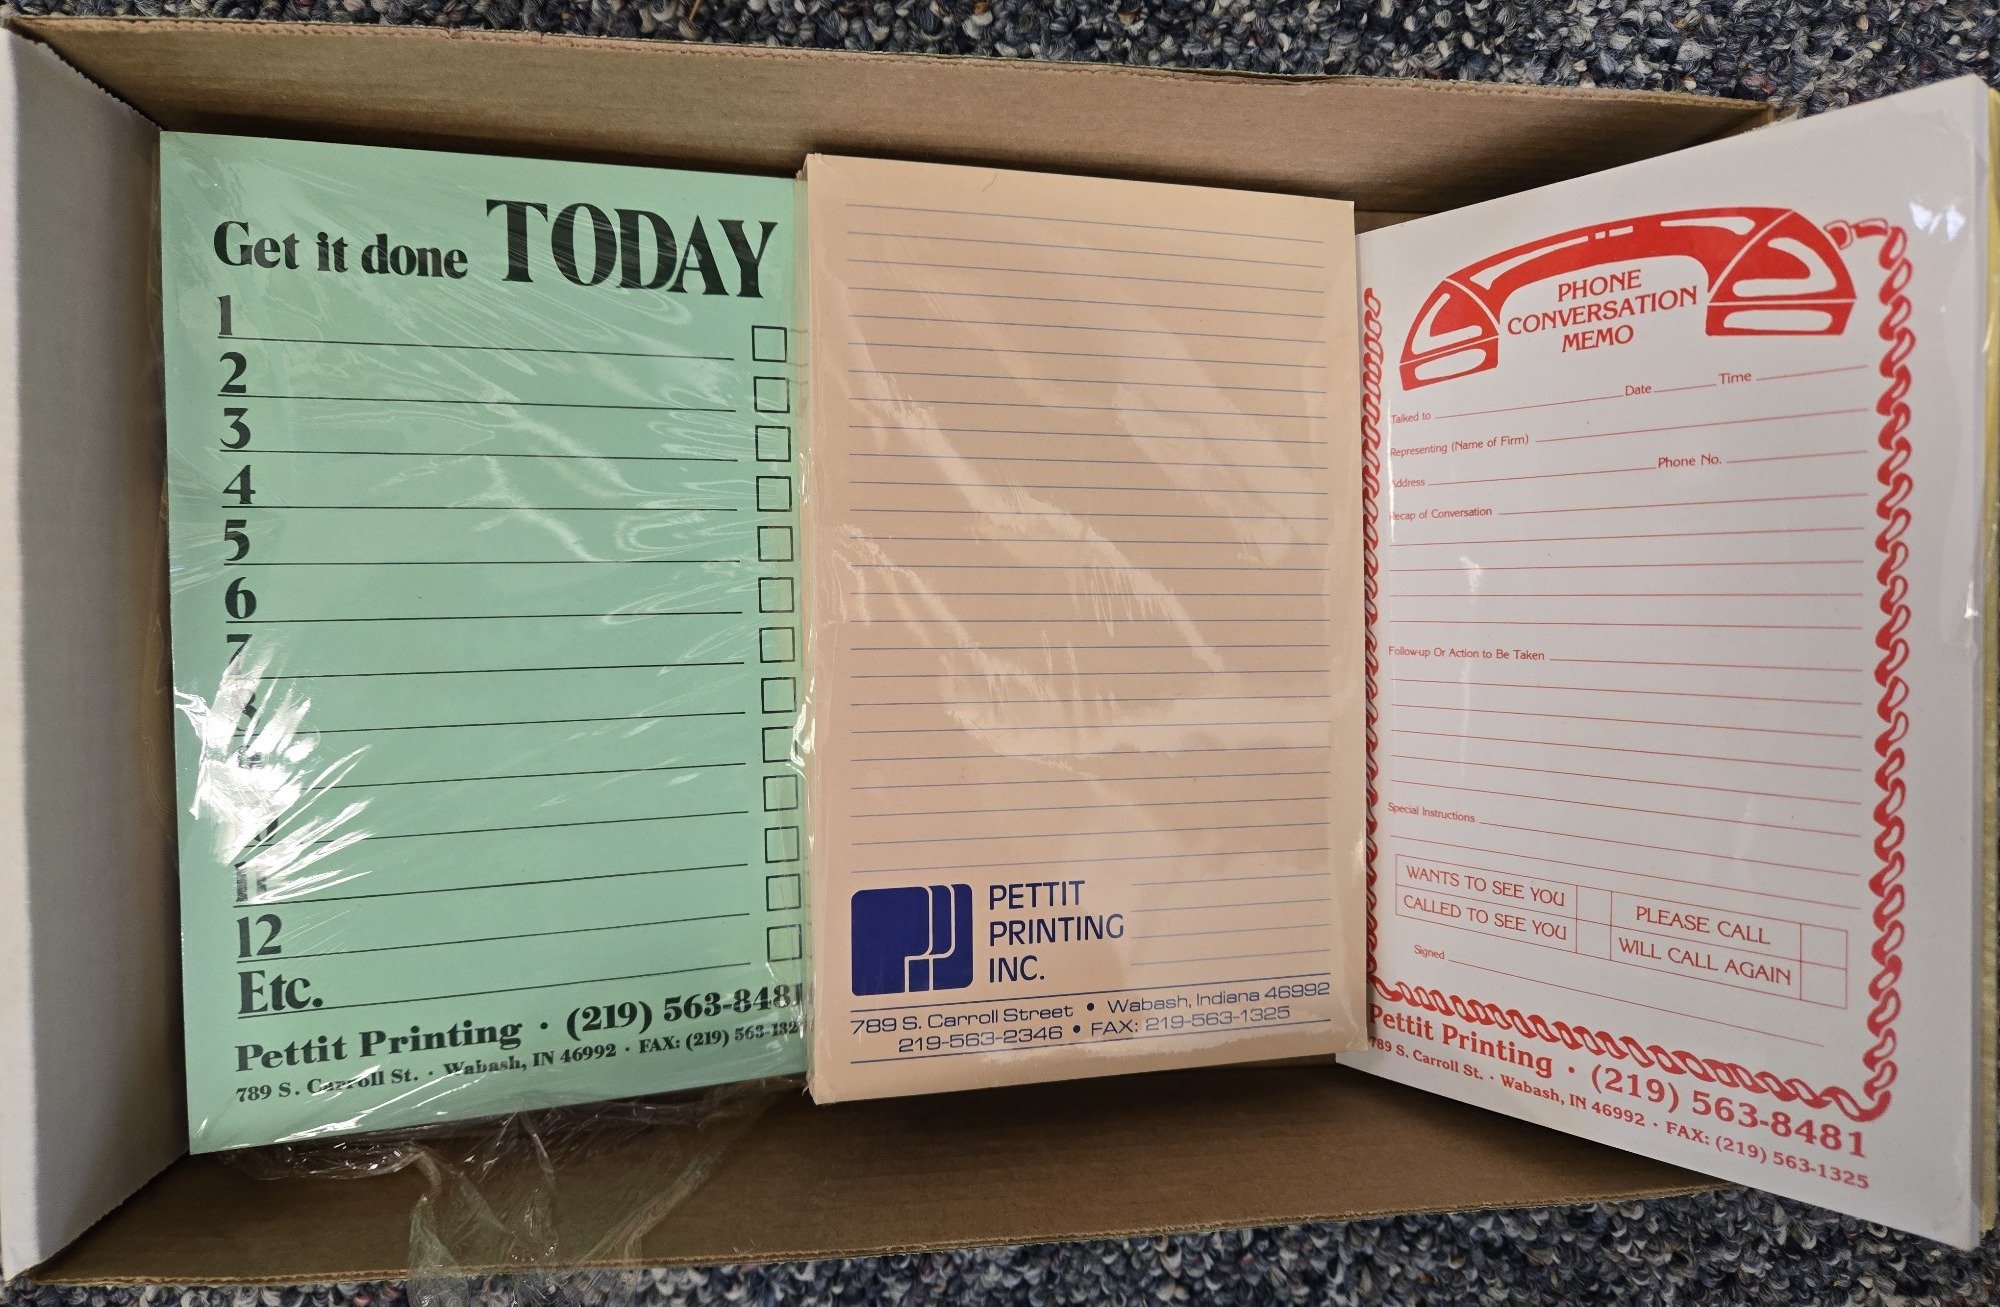 Get it done TODAY
1
2
3
4
5
6
7
12
Etc.
Pettit Printing · (219) 563-8481
789 S. Carroll St. · Wabash, IN 46992 · FAX: (219) 563-132
PETTIT
PRINTING
INC.
789 S. Carroll Street • Wabash, Indiana 46992
219-563-2346 • FAX: 219-563-1325
PHONE
CONVERSATION
MEMO
Date Time
Talked to
Representing (Name of Firm)
Address Phone No.
Recap of Conversation
Follow-up Or Action to Be Taken
Special Instructions
WANTS TO SEE YOU PLEASE CALL
CALLED TO SEE YOU WILL CALL AGAIN
Signed
Pettit Printing · (219) 563-8481
789 S. Carroll St. · Wabash, IN 46992 · FAX: (219) 563-1325